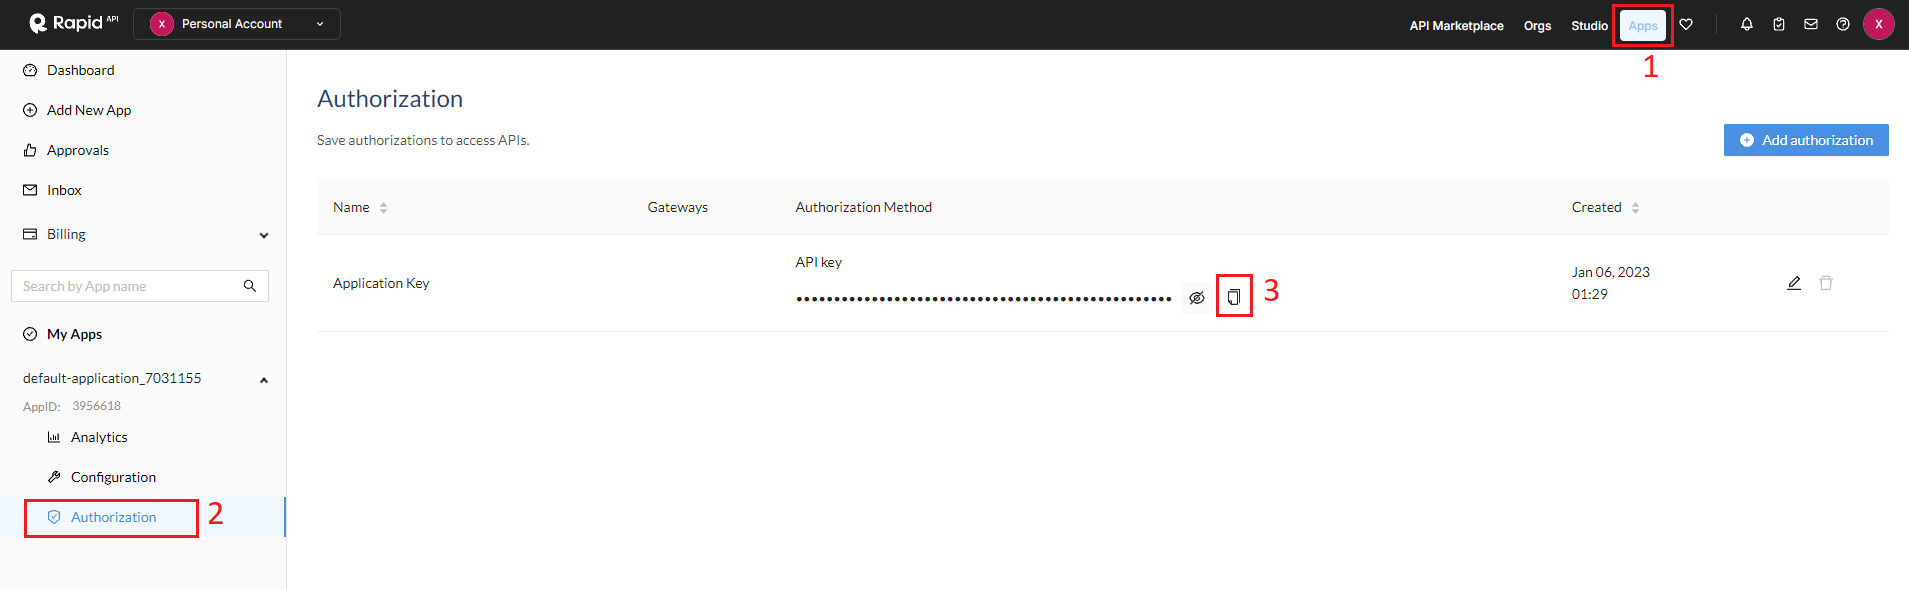 Rapid API
X Personal Account
API Marketplace Orgs Studio Apps X
1
Dashboard
Add New App
Approvals
Inbox
Billing
Search by App name
My Apps
default-application_7031155
AppID: 3956618
Analytics
Configuration
Authorization 2
Authorization
Save authorizations to access APIs.
Add authorization
Name Gateways Authorization Method Created
Application Key
API key
••••••••••••••••••••••••••••••••••••••••••••••••••
3
Jan 06, 2023
01:29